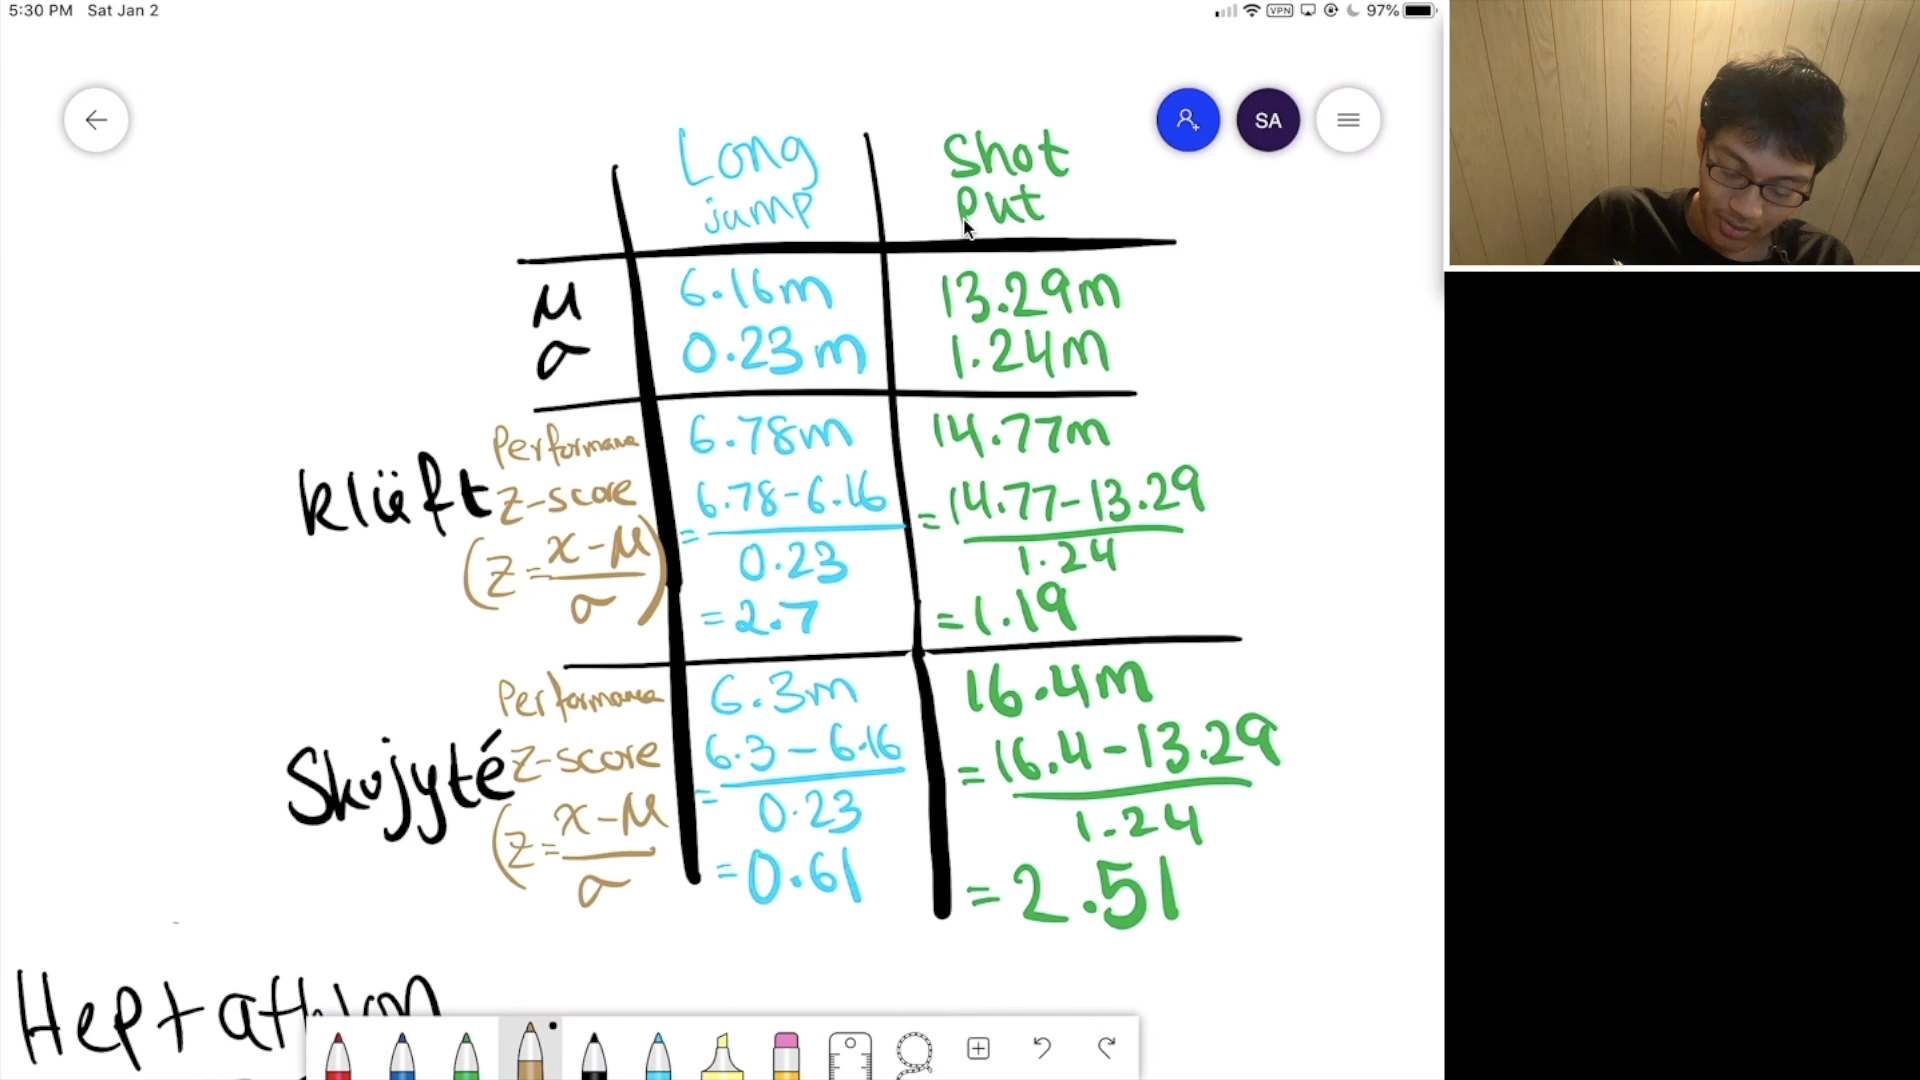 5:30 PM Sat Jan 2
VPN 97%
SA
Long
jump
Shot
Put
μ 6.16m 13.29m
σ 0.23m 1.24m
Performance 6.78m 14.77m
Klüft z-score = 6.78-6.16 / 0.23 = 14.77-13.29 / 1.24
(z = x-μ / σ) = 2.7 = 1.19
Performance 6.3m 16.4m
Skujyté z-score = 6.3-6.16 / 0.23 = 16.4-13.29 / 1.24
(z = x-μ / σ = 0.61 = 2.51
Heptathlon